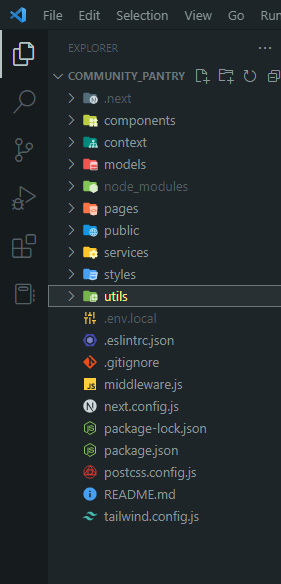 File Edit Selection View Go Run
EXPLORER
COMMUNITY_PANTRY
.next
components
context
models
node_modules
pages
public
services
styles
utils
.env.local
.eslintrc.json
.gitignore
middleware.js
next.config.js
package-lock.json
package.json
postcss.config.js
README.md
tailwind.config.js